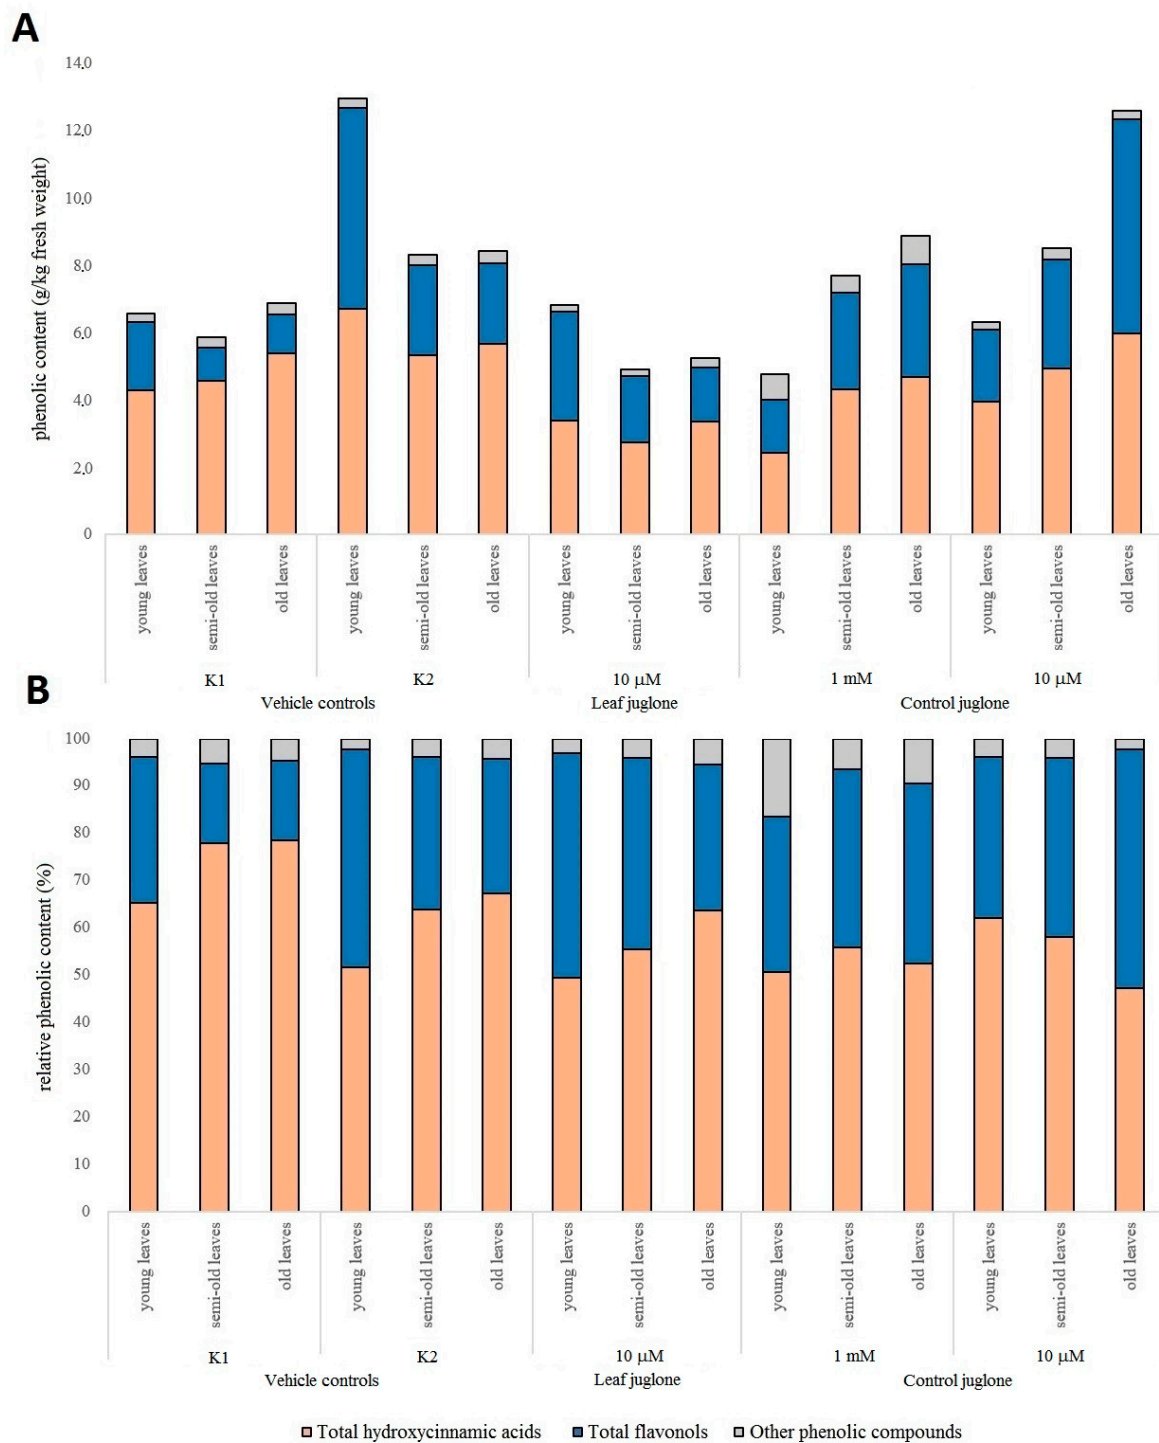 A
phenolic content (g/kg fresh weight)
14.0
12.0
10.0
8.0
6.0
4.0
2.0
0
young leaves
semi-old leaves
old leaves
young leaves
semi-old leaves
old leaves
young leaves
semi-old leaves
old leaves
young leaves
semi-old leaves
old leaves
young leaves
semi-old leaves
old leaves
K1 K2 10 µM 1 mM 10 µM
Vehicle controls Leaf juglone Control juglone
B
relative phenolic content (%)
100
90
80
70
60
50
40
30
20
10
0
young leaves
semi-old leaves
old leaves
young leaves
semi-old leaves
old leaves
young leaves
semi-old leaves
old leaves
young leaves
semi-old leaves
old leaves
young leaves
semi-old leaves
old leaves
K1 K2 10 µM 1 mM 10 µM
Vehicle controls Leaf juglone Control juglone
Total hydroxycinnamic acids Total flavonols Other phenolic compounds